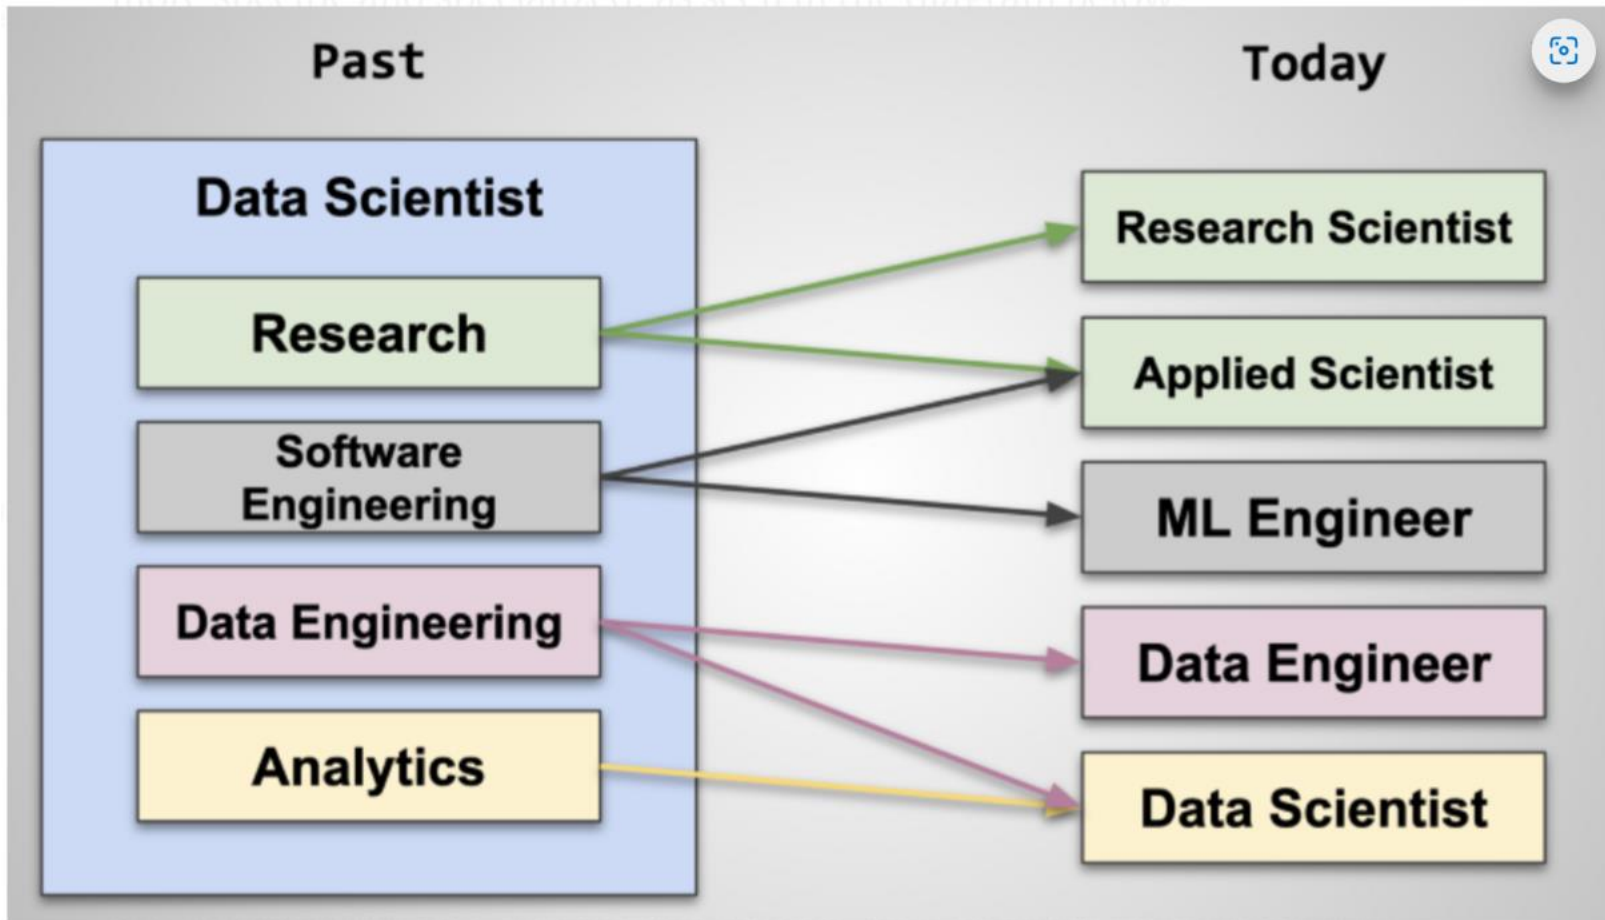 Past
Today
Data Scientist
Research
Software
Engineering
Data Engineering
Analytics
Research Scientist
Applied Scientist
ML Engineer
Data Engineer
Data Scientist